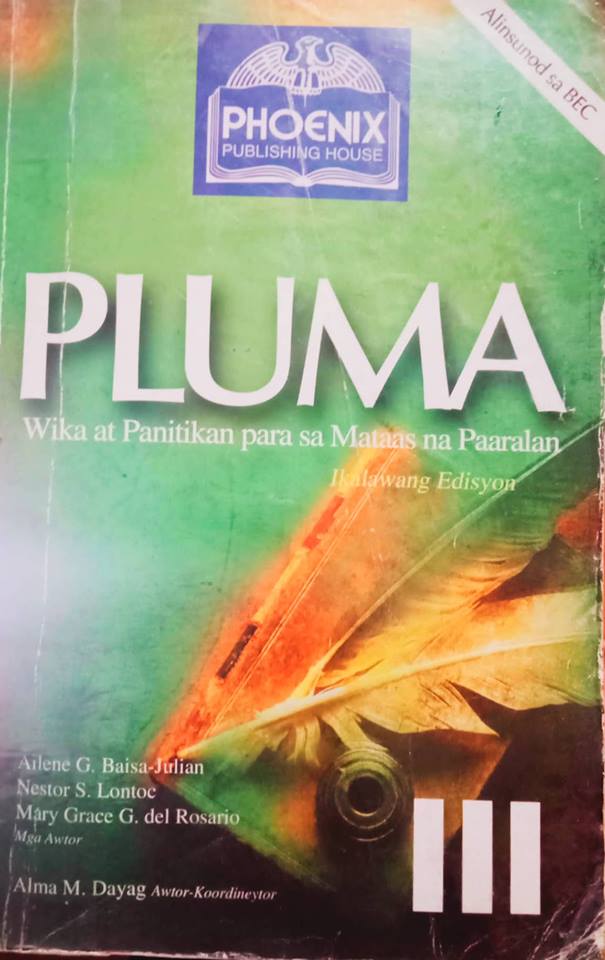 Alinsunod sa BEC
PHOENIX
PUBLISHING HOUSE
PLUMA
Wika at Panitikan para sa Mataas na Paaralan
Ikalawang Edisyon
Ailene G. Baisa-Julian
Nestor S. Lontoc
Mary Grace G. del Rosario
Mga Awtor
Alma M. Dayag Awtor-Koordineytor
III